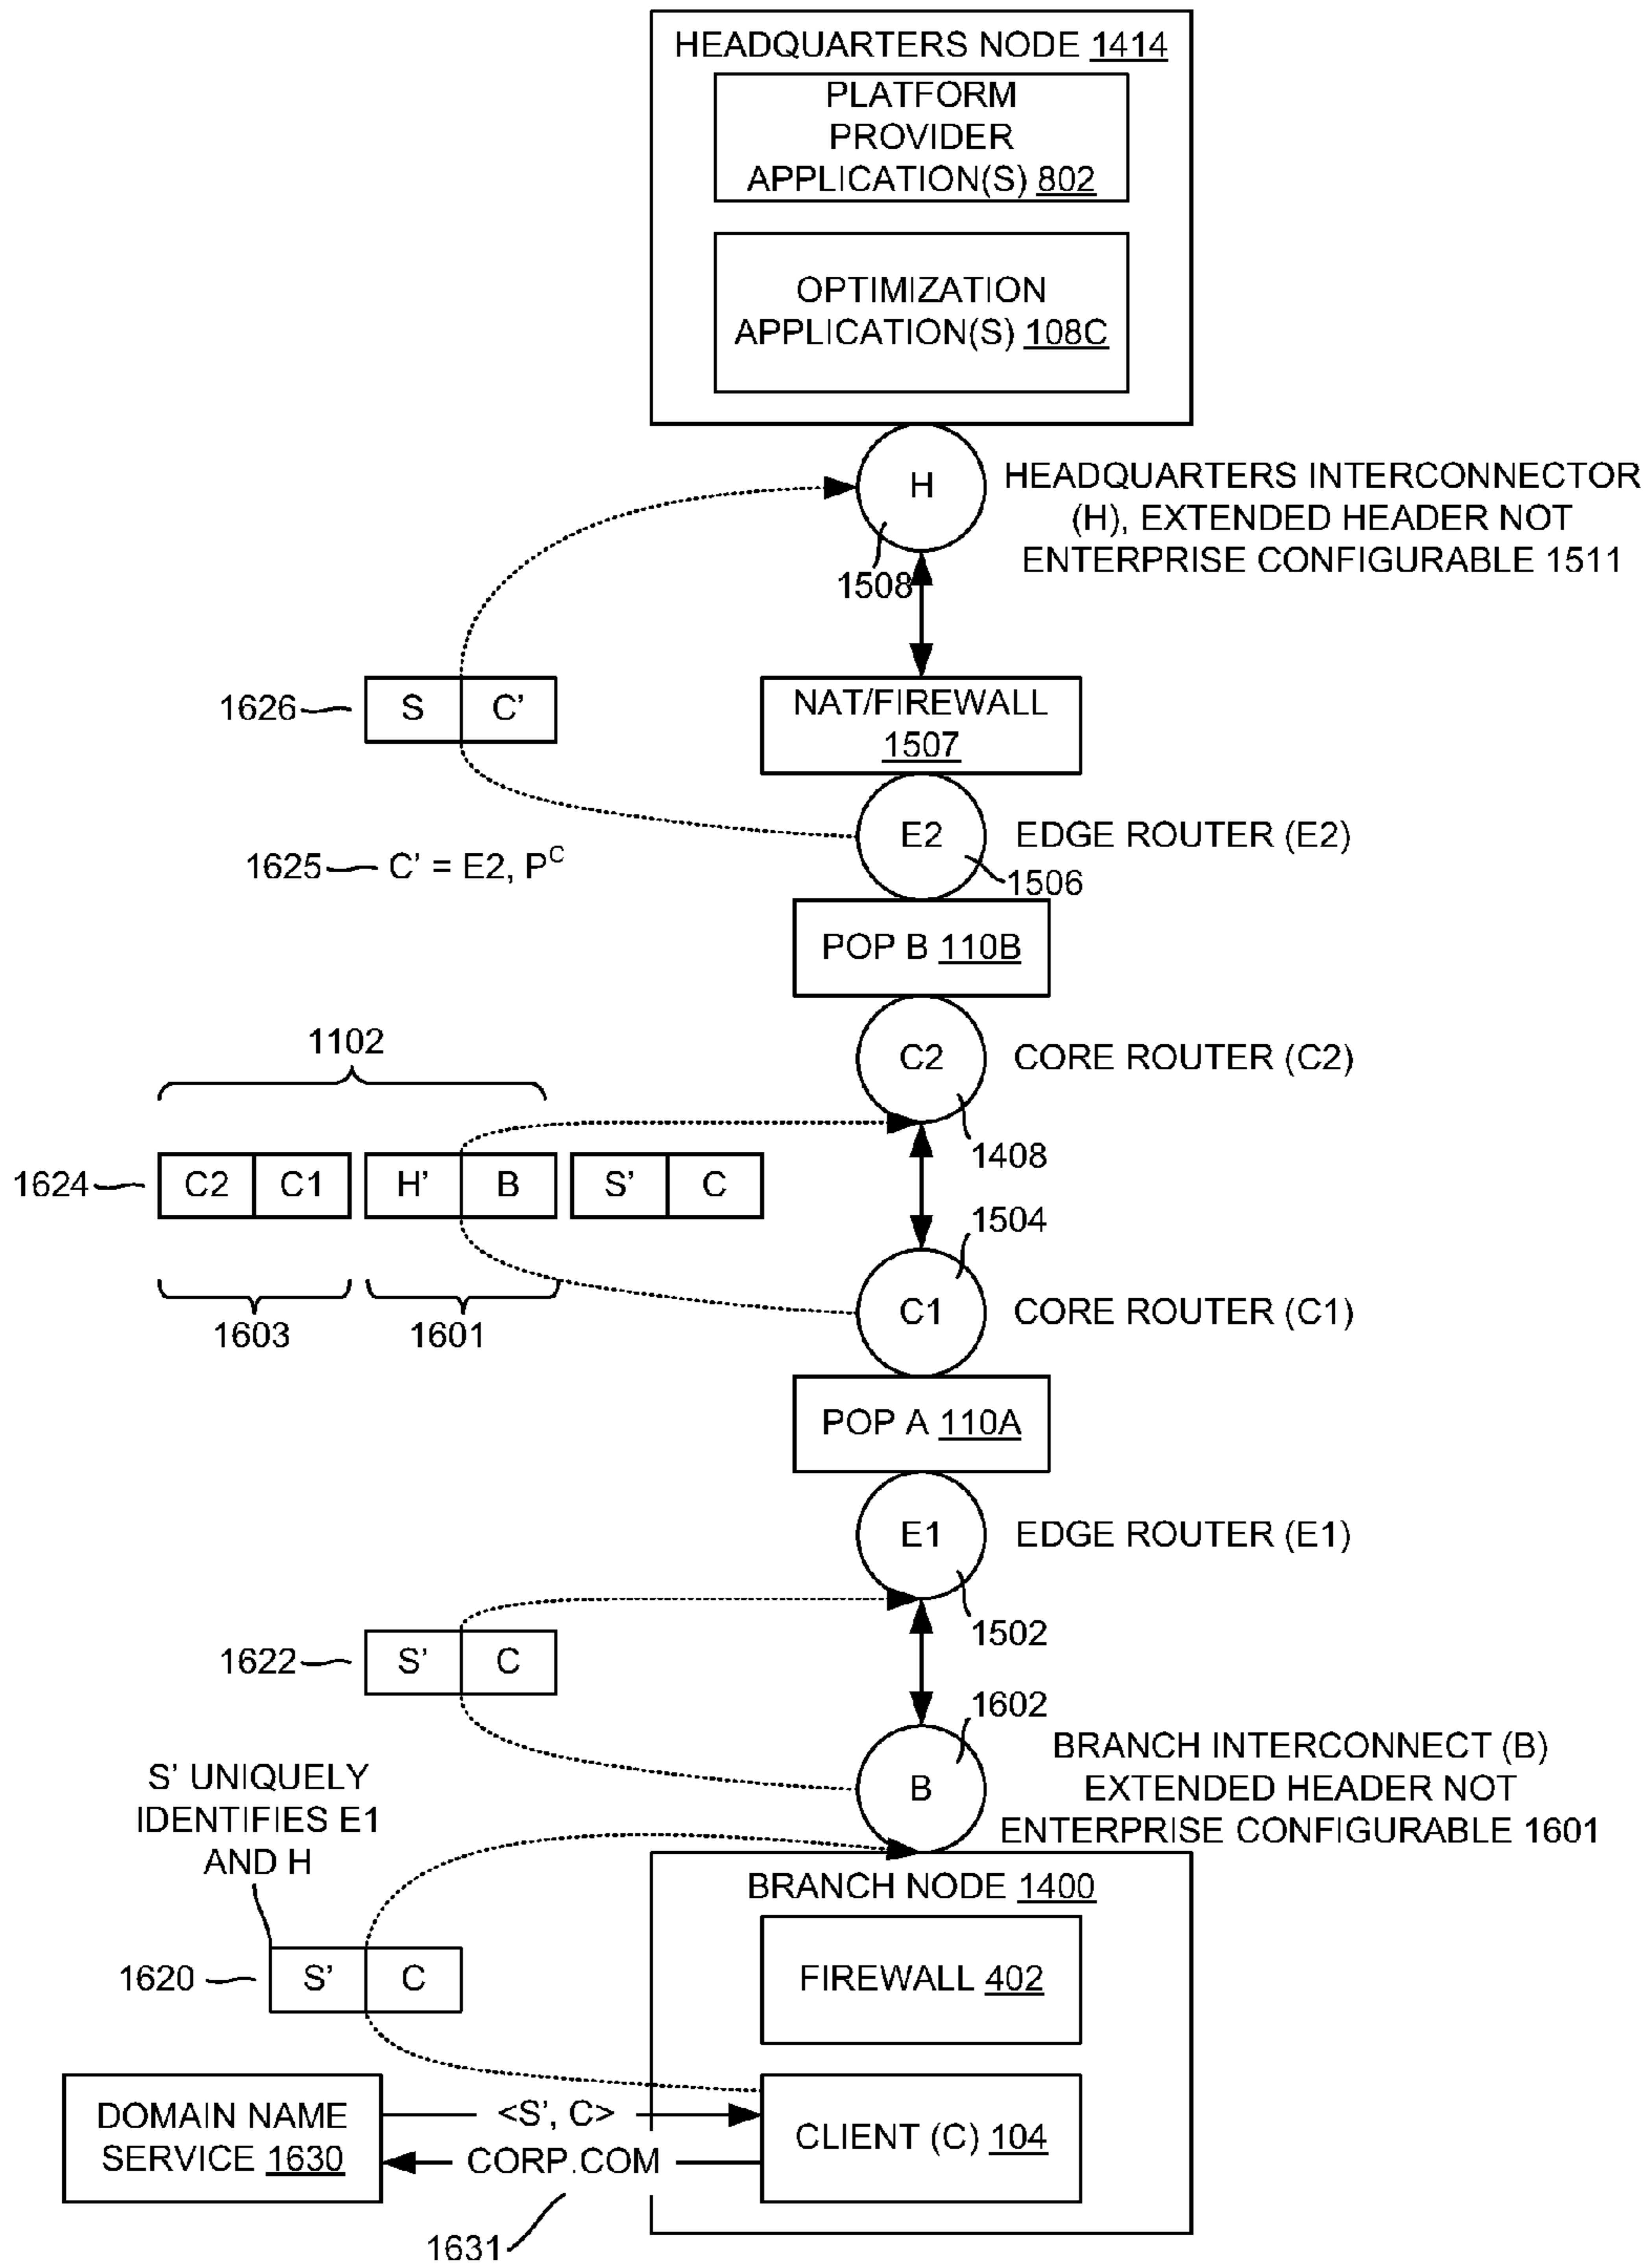 HEADQUARTERS NODE 1414
PLATFORM
PROVIDER
APPLICATION(S) 802
OPTIMIZATION
APPLICATION(S) 108C
H
HEADQUARTERS INTERCONNECTOR
(H), EXTENDED HEADER NOT
ENTERPRISE CONFIGURABLE 1511
1508
1626
S
C’
NAT/FIREWALL
1507
E2
EDGE ROUTER (E2)
1625
C’ = E2, Pᶜ
1506
POP B 110B
1102
C2
CORE ROUTER (C2)
1408
1624
C2
C1
H’
B
S’
C
1504
1603
1601
C1
CORE ROUTER (C1)
POP A 110A
E1
EDGE ROUTER (E1)
1502
1622
S’
C
1602
B
BRANCH INTERCONNECT (B)
EXTENDED HEADER NOT
ENTERPRISE CONFIGURABLE 1601
S’ UNIQUELY
IDENTIFIES E1
AND H
BRANCH NODE 1400
1620
S’
C
FIREWALL 402
DOMAIN NAME
SERVICE 1630
<S’, C>
CORP.COM
CLIENT (C) 104
1631